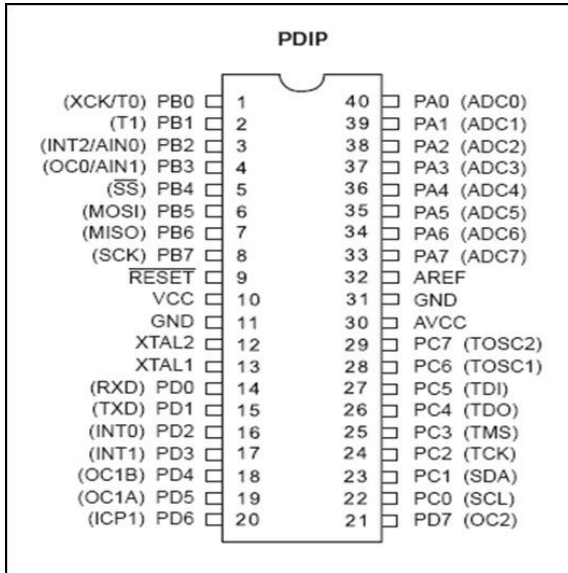 PDIP
(XCK/T0) PB0 1 40 PA0 (ADC0)
(T1) PB1 2 39 PA1 (ADC1)
(INT2/AIN0) PB2 3 38 PA2 (ADC2)
(OC0/AIN1) PB3 4 37 PA3 (ADC3)
(SS) PB4 5 36 PA4 (ADC4)
(MOSI) PB5 6 35 PA5 (ADC5)
(MISO) PB6 7 34 PA6 (ADC6)
(SCK) PB7 8 33 PA7 (ADC7)
RESET 9 32 AREF
VCC 10 31 GND
GND 11 30 AVCC
XTAL2 12 29 PC7 (TOSC2)
XTAL1 13 28 PC6 (TOSC1)
(RXD) PD0 14 27 PC5 (TDI)
(TXD) PD1 15 26 PC4 (TDO)
(INT0) PD2 16 25 PC3 (TMS)
(INT1) PD3 17 24 PC2 (TCK)
(OC1B) PD4 18 23 PC1 (SDA)
(OC1A) PD5 19 22 PC0 (SCL)
(ICP1) PD6 20 21 PD7 (OC2)